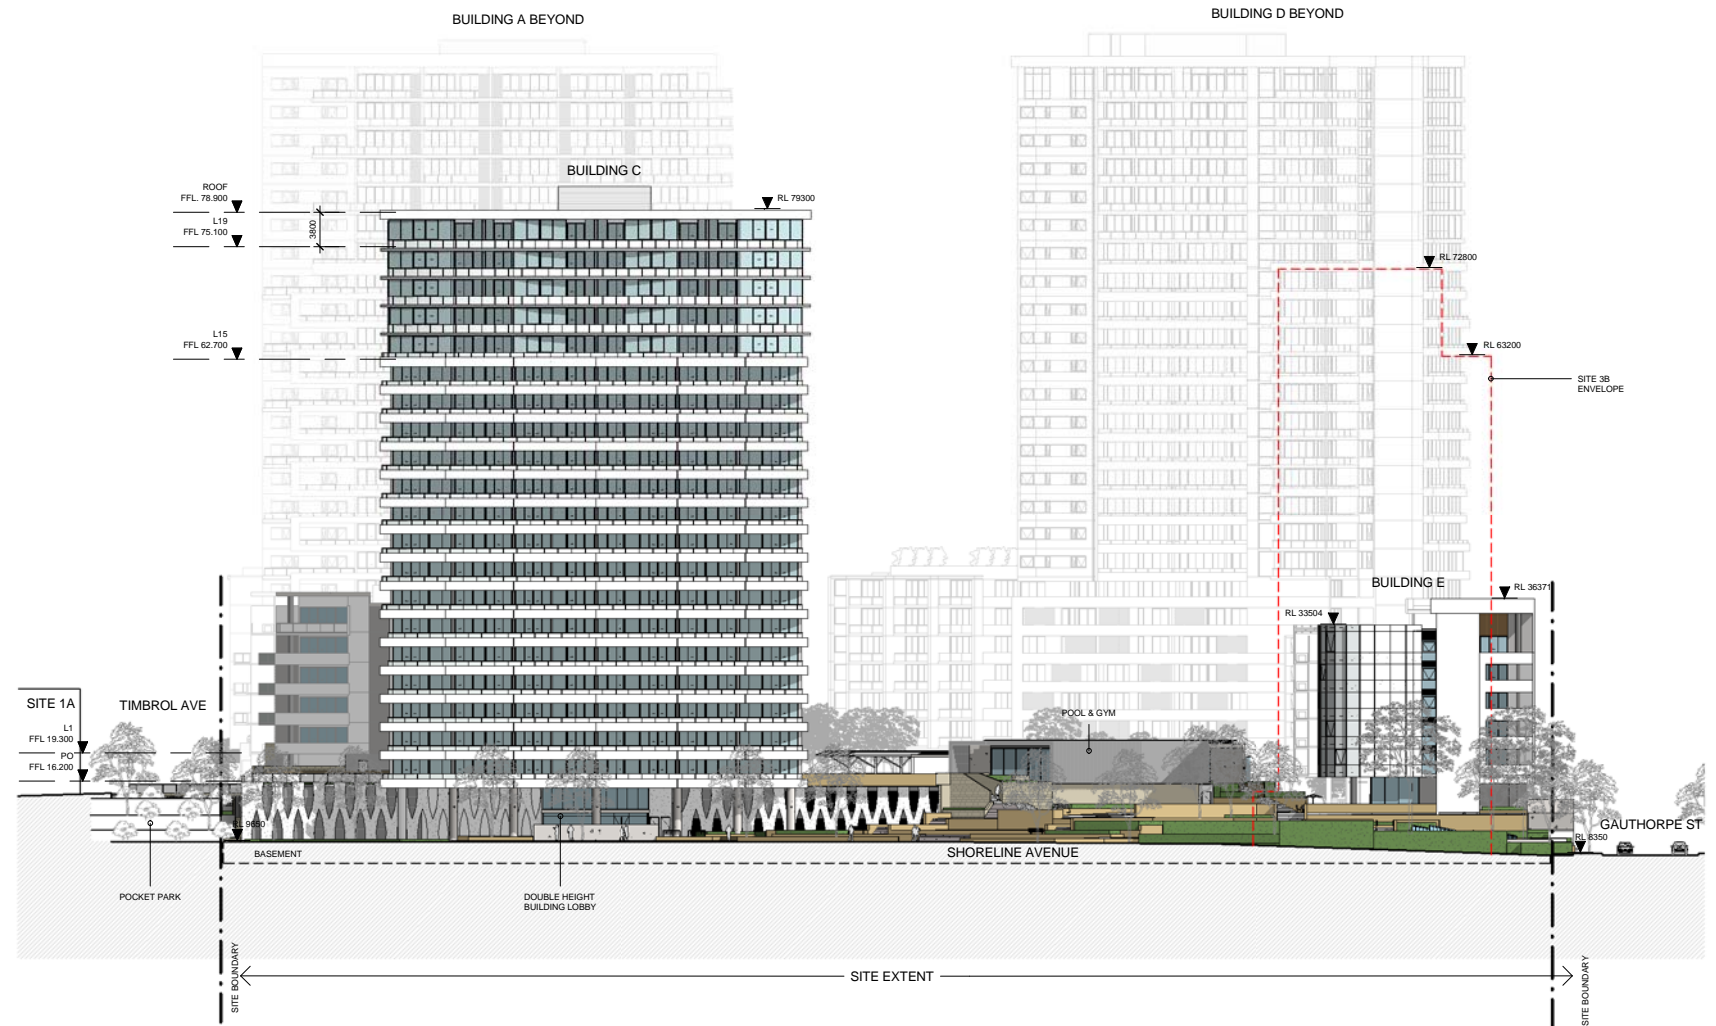 BUILDING A BEYOND
BUILDING D BEYOND
BUILDING C
ROOF
FFL. 78.900
RL 79300
L19
FFL 75.100
3800
RL 72800
L15
FFL 62.700
RL 63200
SITE 3B
ENVELOPE
BUILDING E
RL 36371
RL 33504
SITE 1A
TIMBROL AVE
L1
FFL 19.300
PO
FFL 16.200
POOL & GYM
RL 9650
GAUTHORPE ST
RL 8350
BASEMENT
SHORELINE AVENUE
POCKET PARK
DOUBLE HEIGHT
BUILDING LOBBY
SITE BOUNDARY
SITE EXTENT
SITE BOUNDARY